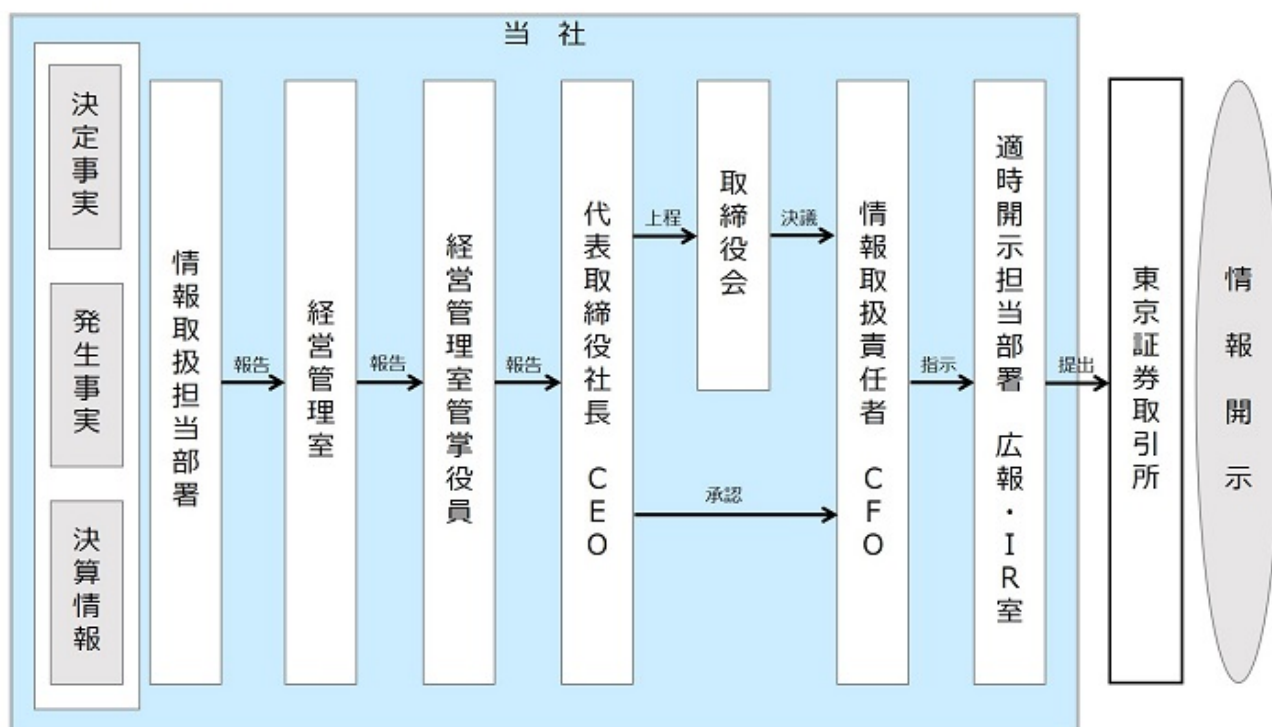 当 社
決定事実
発生事実
決算情報
情報取扱担当部署
報告
経営管理室
報告
経営管理室管掌役員
報告
代表取締役社長 CEO
上程
取締役会
決議
承認
情報取扱責任者 CFO
指示
適時開示担当部署 広報・IR室
提出
東京証券取引所
情報開示